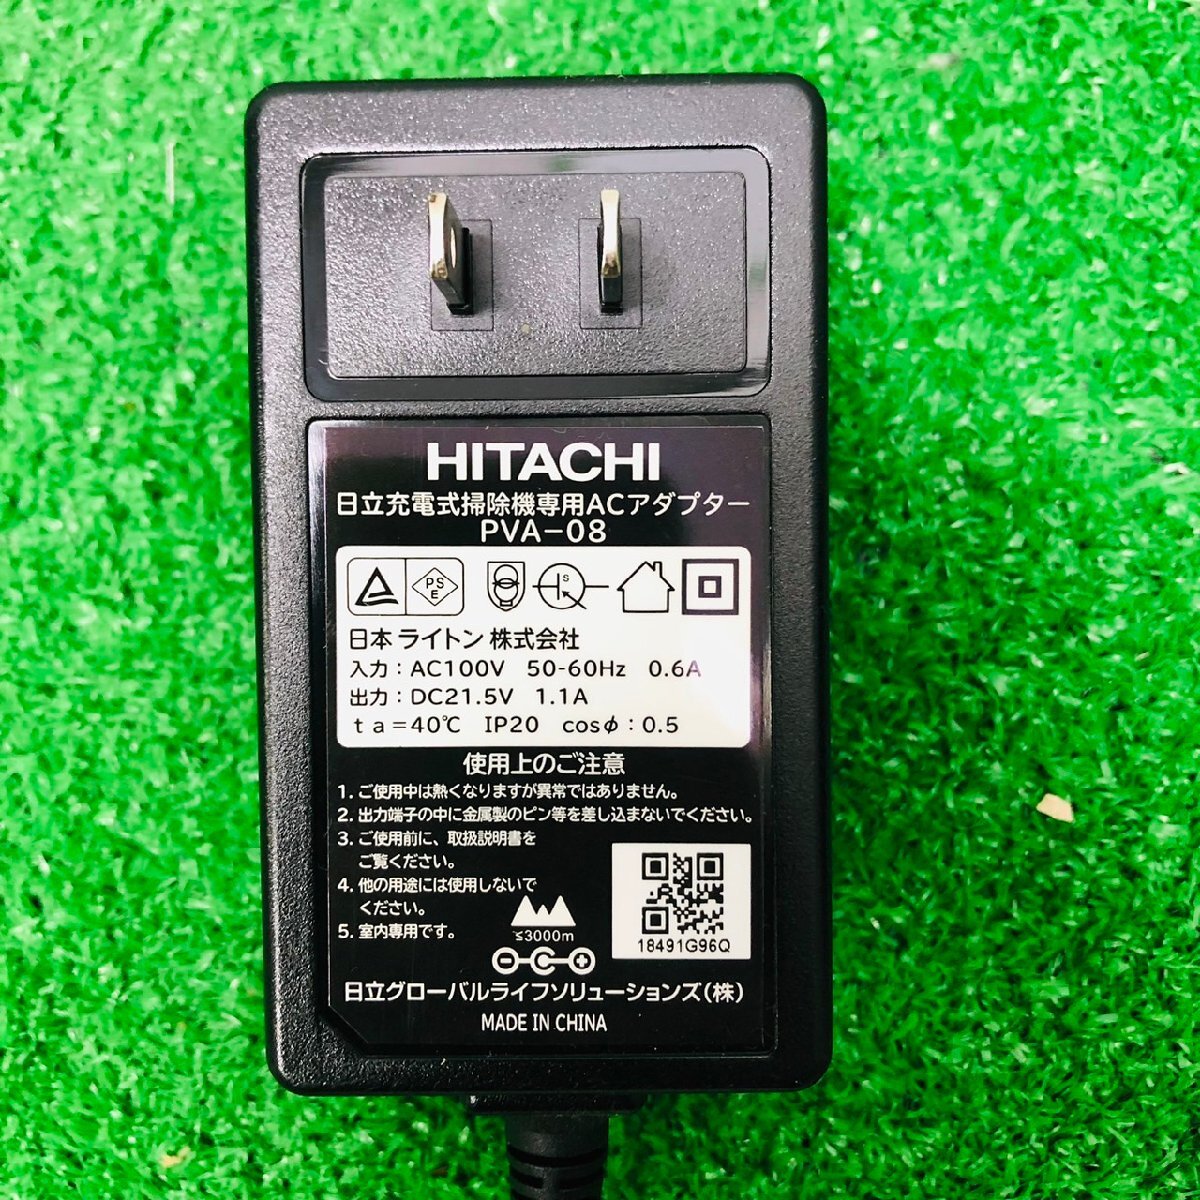 HITACHI
日立充電式掃除機専用ACアダプター
PVA-08
PS
E
S
日本 ライトン 株式会社
入力：AC100V 50-60Hz 0.6A
出力：DC21.5V 1.1A
ta=40℃ IP20 cosφ：0.5
使用上のご注意
1. ご使用中は熱くなりますが異常ではありません。
2. 出力端子の中に金属製のピン等を差し込まないでください。
3. ご使用前に、取扱説明書を
ご覧ください。
4. 他の用途には使用しないで
ください。
5. 室内専用です。
≤3000m
18491G96Q
日立グローバルライフソリューションズ(株)
MADE IN CHINA